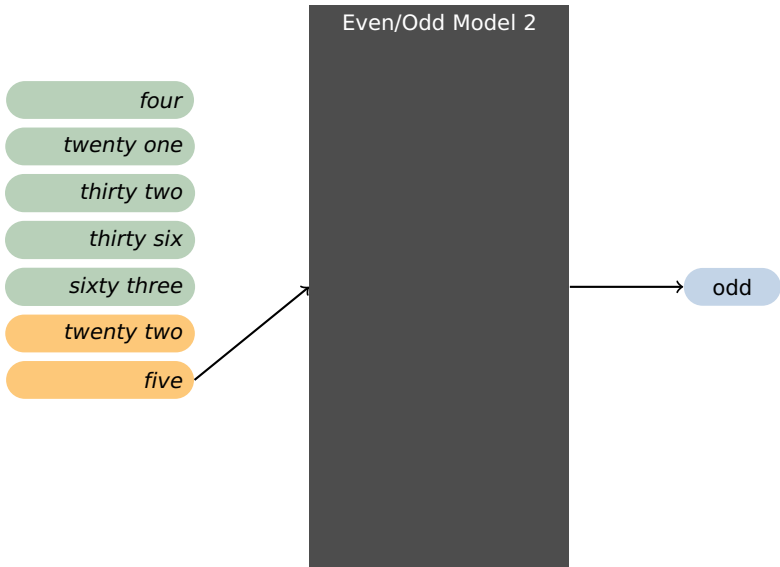 Even/Odd Model 2
four
twenty one
thirty two
thirty six
sixty three
twenty two
five
odd